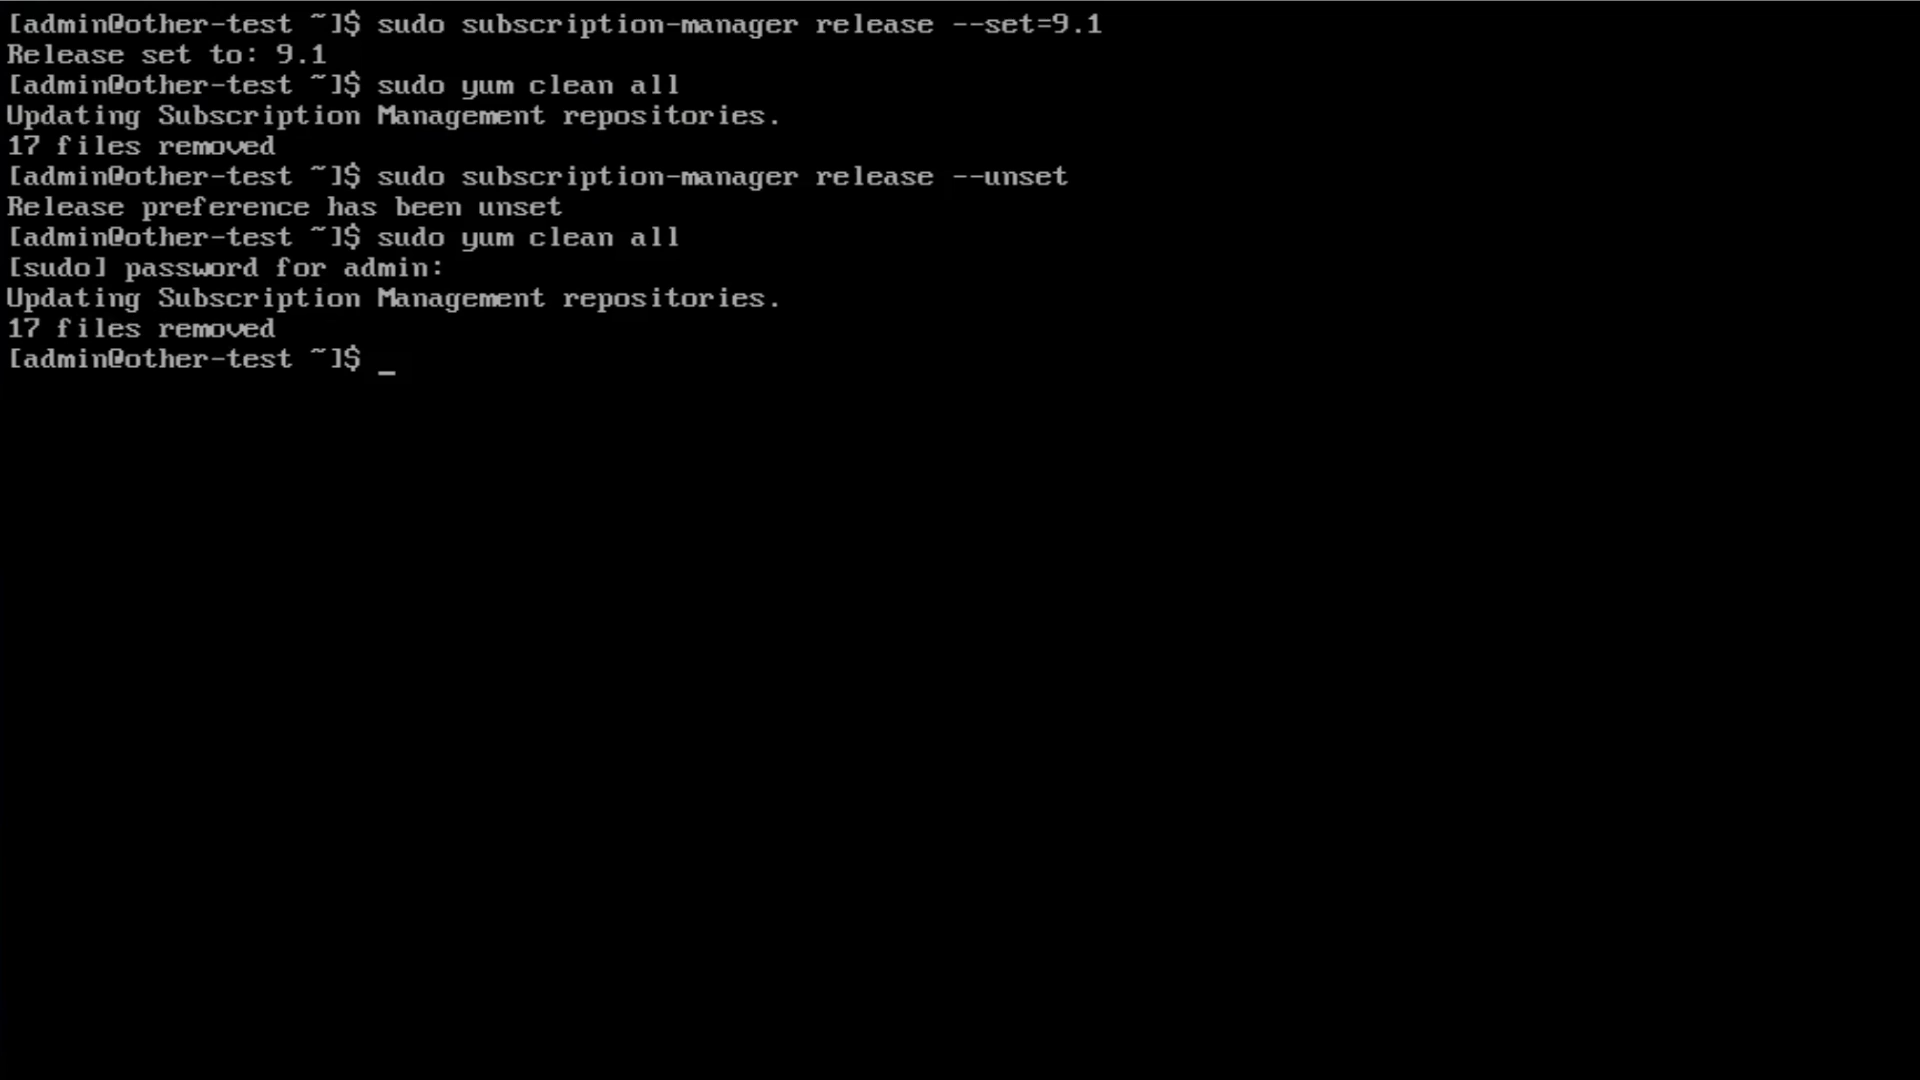 [admin@other-test ~]$ sudo subscription-manager release --set=9.1
Release set to: 9.1
[admin@other-test ~]$ sudo yum clean all
Updating Subscription Management repositories.
17 files removed
[admin@other-test ~]$ sudo subscription-manager release --unset
Release preference has been unset
[admin@other-test ~]$ sudo yum clean all
[sudo] password for admin:
Updating Subscription Management repositories.
17 files removed
[admin@other-test ~]$ _